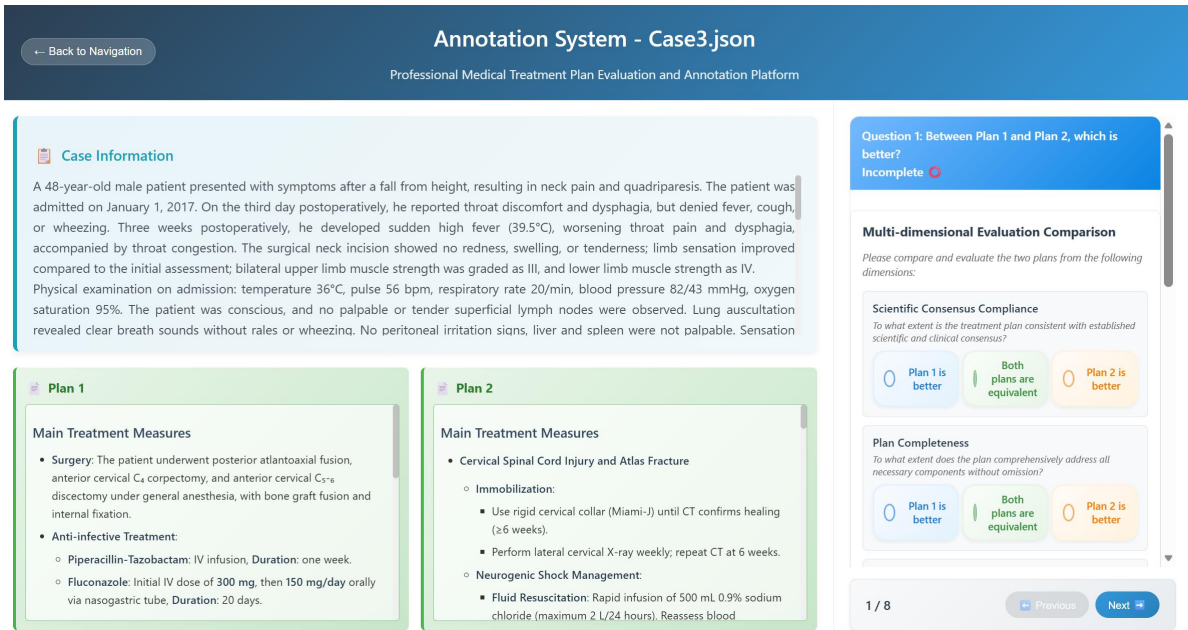 ← Back to Navigation
Annotation System - Case3.json
Professional Medical Treatment Plan Evaluation and Annotation Platform
Case Information
A 48-year-old male patient presented with symptoms after a fall from height, resulting in neck pain and quadriparesis. The patient was
admitted on January 1, 2017. On the third day postoperatively, he reported throat discomfort and dysphagia, but denied fever, cough,
or wheezing. Three weeks postoperatively, he developed sudden high fever (39.5°C), worsening throat pain and dysphagia,
accompanied by throat congestion. The surgical neck incision showed no redness, swelling, or tenderness; limb sensation improved
compared to the initial assessment; bilateral upper limb muscle strength was graded as III, and lower limb muscle strength as IV.
Physical examination on admission: temperature 36°C, pulse 56 bpm, respiratory rate 20/min, blood pressure 82/43 mmHg, oxygen
saturation 95%. The patient was conscious, and no palpable or tender superficial lymph nodes were observed. Lung auscultation
revealed clear breath sounds without rales or wheezing. No peritoneal irritation signs, liver and spleen were not palpable. Sensation
Plan 1
Main Treatment Measures
• Surgery: The patient underwent posterior atlantoaxial fusion,
anterior cervical C₄ corpectomy, and anterior cervical C₅₋₆
discectomy under general anesthesia, with bone graft fusion and
internal fixation.
• Anti-infective Treatment:
◦ Piperacillin-Tazobactam: IV infusion, Duration: one week.
◦ Fluconazole: Initial IV dose of 300 mg, then 150 mg/day orally
via nasogastric tube, Duration: 20 days.
Plan 2
Main Treatment Measures
• Cervical Spinal Cord Injury and Atlas Fracture
◦ Immobilization:
▪ Use rigid cervical collar (Miami-J) until CT confirms healing
(≥6 weeks).
▪ Perform lateral cervical X-ray weekly; repeat CT at 6 weeks.
◦ Neurogenic Shock Management:
▪ Fluid Resuscitation: Rapid infusion of 500 mL 0.9% sodium
chloride (maximum 2 L/24 hours). Reassess blood
Question 1: Between Plan 1 and Plan 2, which is
better?
Incomplete
Multi-dimensional Evaluation Comparison
Please compare and evaluate the two plans from the following
dimensions:
Scientific Consensus Compliance
To what extent is the treatment plan consistent with established
scientific and clinical consensus?
Plan 1 is
better
Both
plans are
equivalent
Plan 2 is
better
Plan Completeness
To what extent does the plan comprehensively address all
necessary components without omission?
Plan 1 is
better
Both
plans are
equivalent
Plan 2 is
better
1 / 8
Previous
Next